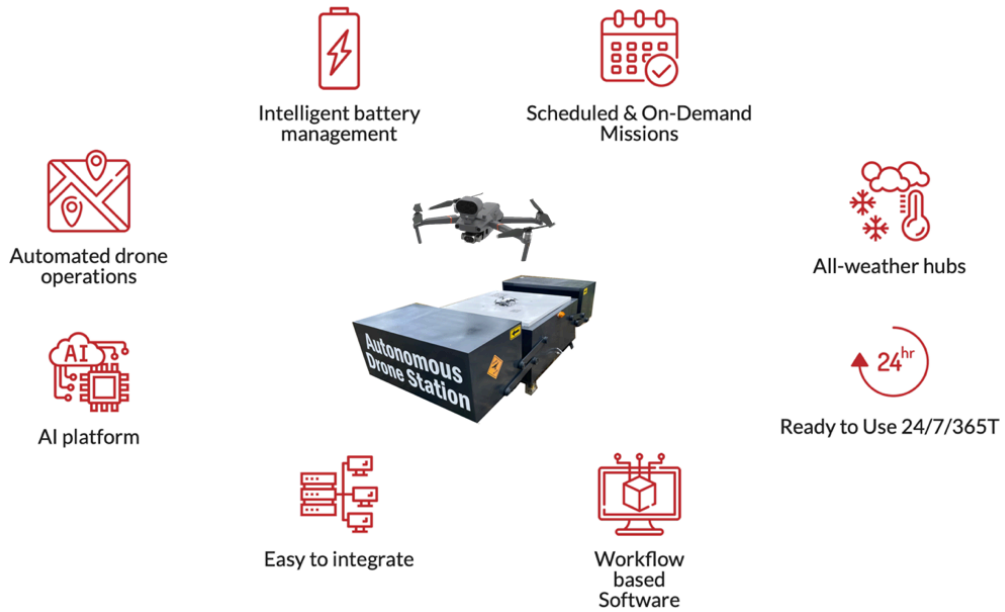 Intelligent battery
management
Scheduled & On-Demand
Missions
Automated drone
operations
All-weather hubs
Autonomous
Drone Station
AI
24hr
AI platform
Ready to Use 24/7/365T
Easy to integrate
Workflow
based
Software